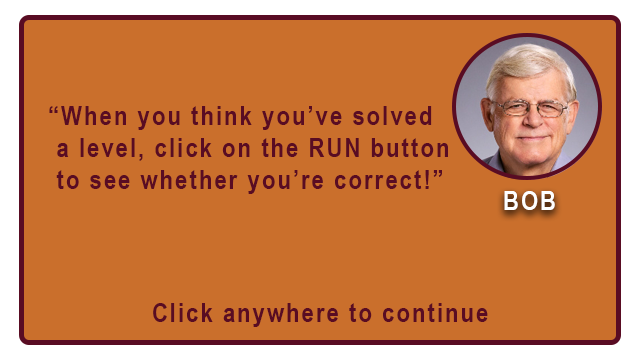 “When you think you’ve solved
a level, click on the RUN button
to see whether you’re correct!”
BOB
Click anywhere to continue